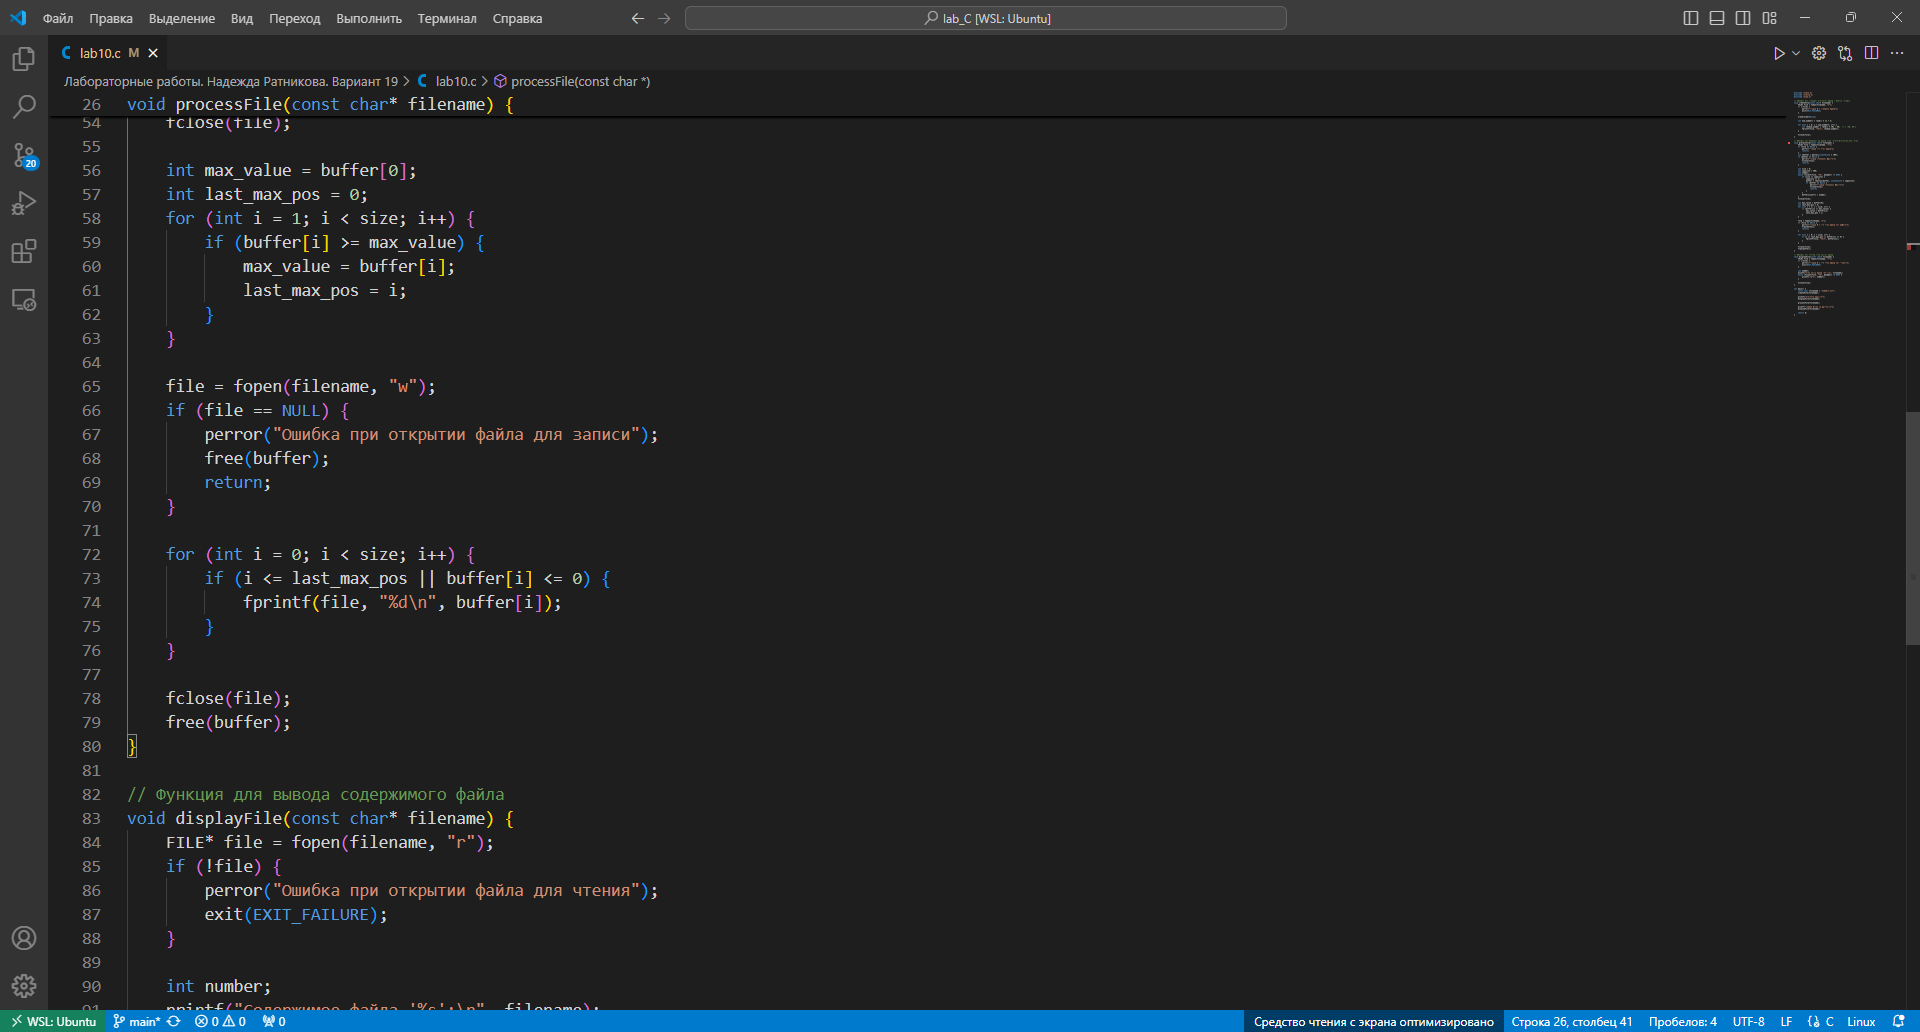 Файл Правка Выделение Вид Переход Выполнить Терминал Справка
lab_C [WSL: Ubuntu]
lab10.c M
Лабораторные работы. Надежда Ратникова. Вариант 19 > lab10.c > processFile(const char *)
26 void processFile(const char* filename) {
54 fclose(file);
55
56 int max_value = buffer[0];
57 int last_max_pos = 0;
58 for (int i = 1; i < size; i++) {
59 if (buffer[i] >= max_value) {
60 max_value = buffer[i];
61 last_max_pos = i;
62 }
63 }
64
65 file = fopen(filename, "w");
66 if (file == NULL) {
67 perror("Ошибка при открытии файла для записи");
68 free(buffer);
69 return;
70 }
71
72 for (int i = 0; i < size; i++) {
73 if (i <= last_max_pos || buffer[i] <= 0) {
74 fprintf(file, "%d\n", buffer[i]);
75 }
76 }
77
78 fclose(file);
79 free(buffer);
80 }
81
82 // Функция для вывода содержимого файла
83 void displayFile(const char* filename) {
84 FILE* file = fopen(filename, "r");
85 if (!file) {
86 perror("Ошибка при открытии файла для чтения");
87 exit(EXIT_FAILURE);
88 }
89
90 int number;
91 printf("Содержимое файла '%s':\n", filename);
20
WSL: Ubuntu main* 0 0 0 Средство чтения с экрана оптимизировано Строка 26, столбец 41 Пробелов: 4 UTF-8 LF {} C Linux